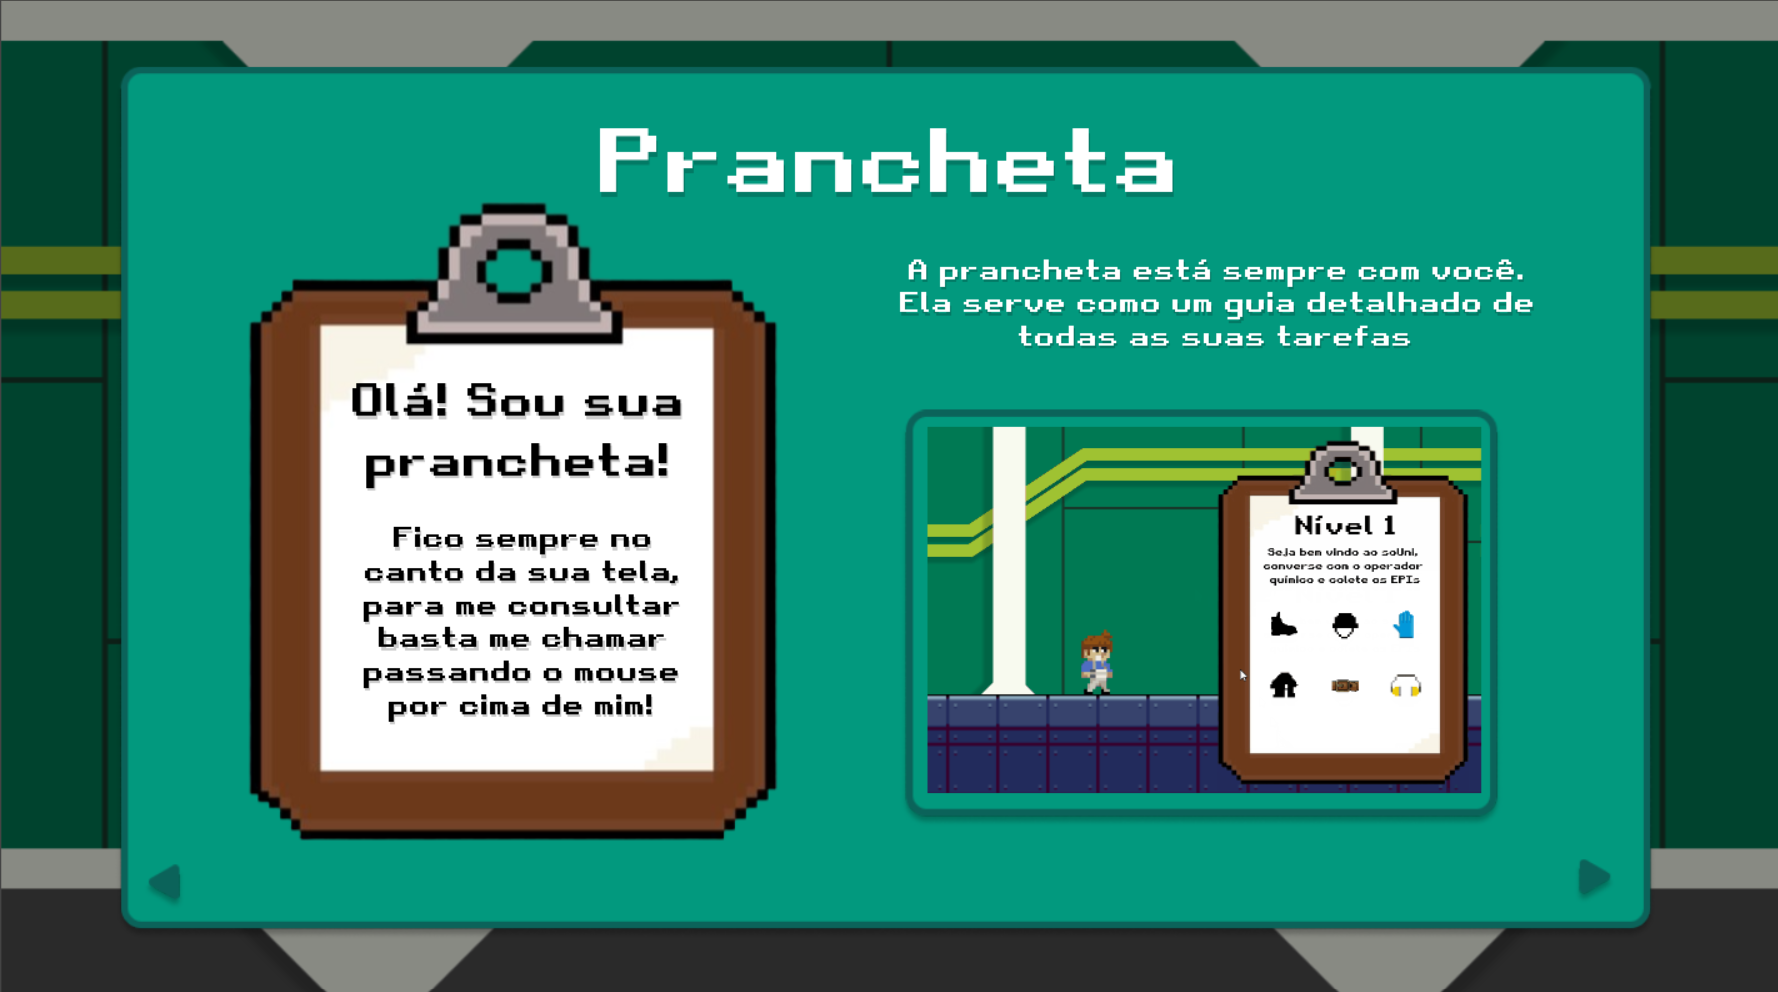 Prancheta
Olá! Sou sua
prancheta!
Fico sempre no
canto da sua tela,
para me consultar
basta me chamar
passando o mouse
por cima de mim!
A prancheta está sempre com você.
Ela serve como um guia detalhado de
todas as suas tarefas
Nível 1
Seja bem vindo ao soUni,
converse com o operador
químico e colete os EPIs